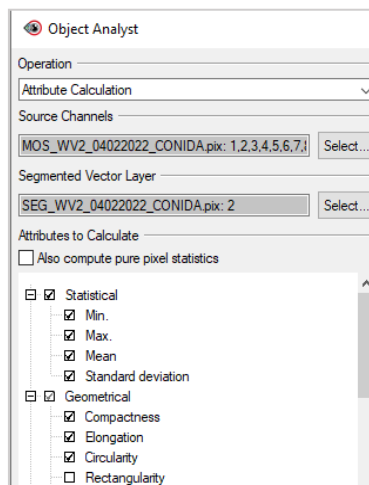 Object Analyst
Operation
Attribute Calculation
Source Channels
MOS_WV2_04022022_CONIDA.pix: 1,2,3,4,5,6,7,8
Select...
Segmented Vector Layer
SEG_WV2_04022022_CONIDA.pix: 2
Select...
Attributes to Calculate
Also compute pure pixel statistics
Statistical
Min.
Max.
Mean
Standard deviation
Geometrical
Compactness
Elongation
Circularity
Rectangularity